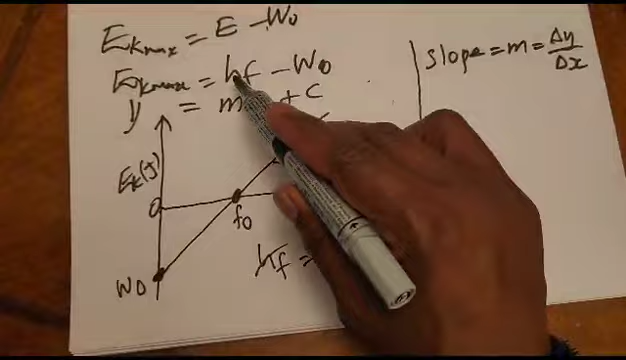 Ekmax = E - W0
Ekmax = hf - W0
y = m + c
slope = m = Δy/Δx
Ek(J)
0
f0
W0
hf =